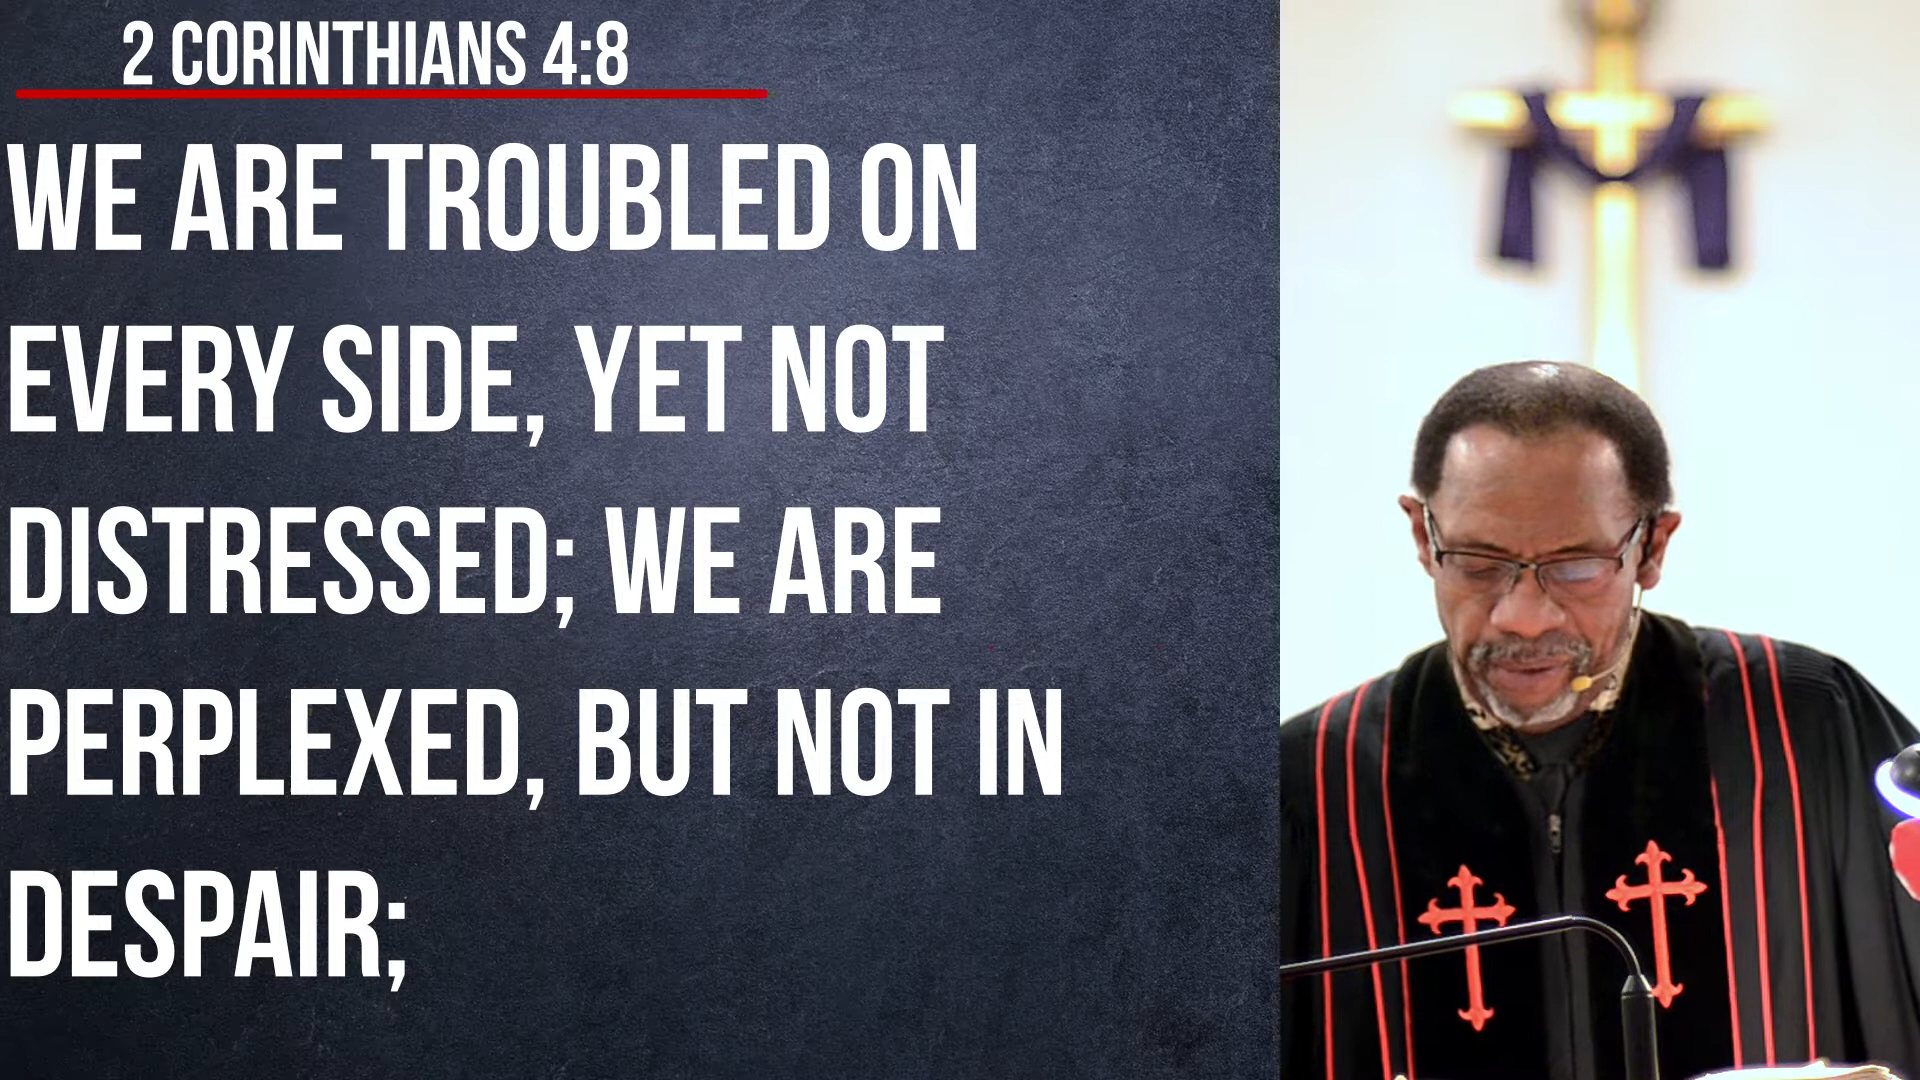 2 CORINTHIANS 4:8
WE ARE TROUBLED ON
EVERY SIDE, YET NOT
DISTRESSED; WE ARE
PERPLEXED, BUT NOT IN
DESPAIR;